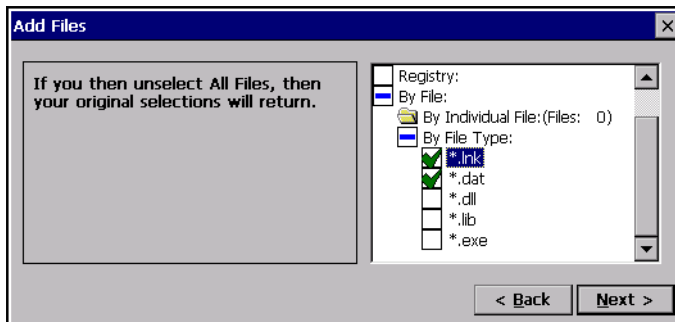 Add Files
If you then unselect All Files, then
your original selections will return.
Registry:
By File:
By Individual File:(Files: 0)
By File Type:
*.lnk
*.dat
*.dll
*.lib
*.exe
< Back
Next >